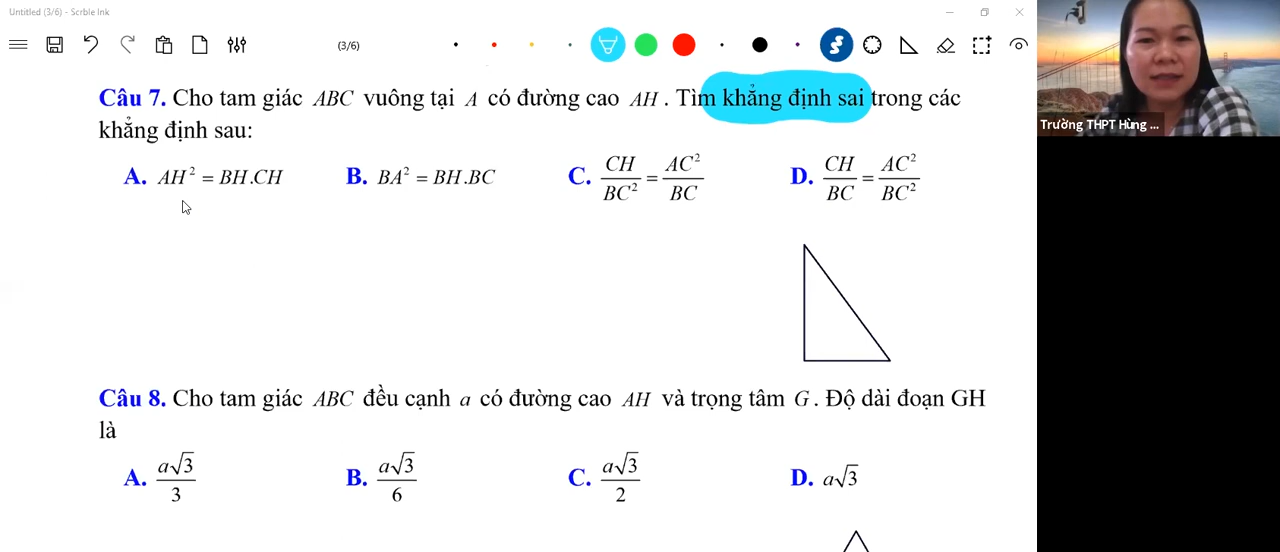 Untitled (3/6) - Scrble Ink
(3/6)
Câu 7. Cho tam giác ABC vuông tại A có đường cao AH. Tìm khẳng định sai trong các
khẳng định sau:
A. AH² = BH.CH B. BA² = BH.BC C. CH/BC² = AC²/BC D. CH/BC = AC²/BC²
Câu 8. Cho tam giác ABC đều cạnh a có đường cao AH và trọng tâm G. Độ dài đoạn GH
là
A. a√3/3 B. a√3/6 C. a√3/2 D. a√3
Trường THPT Hùng ...